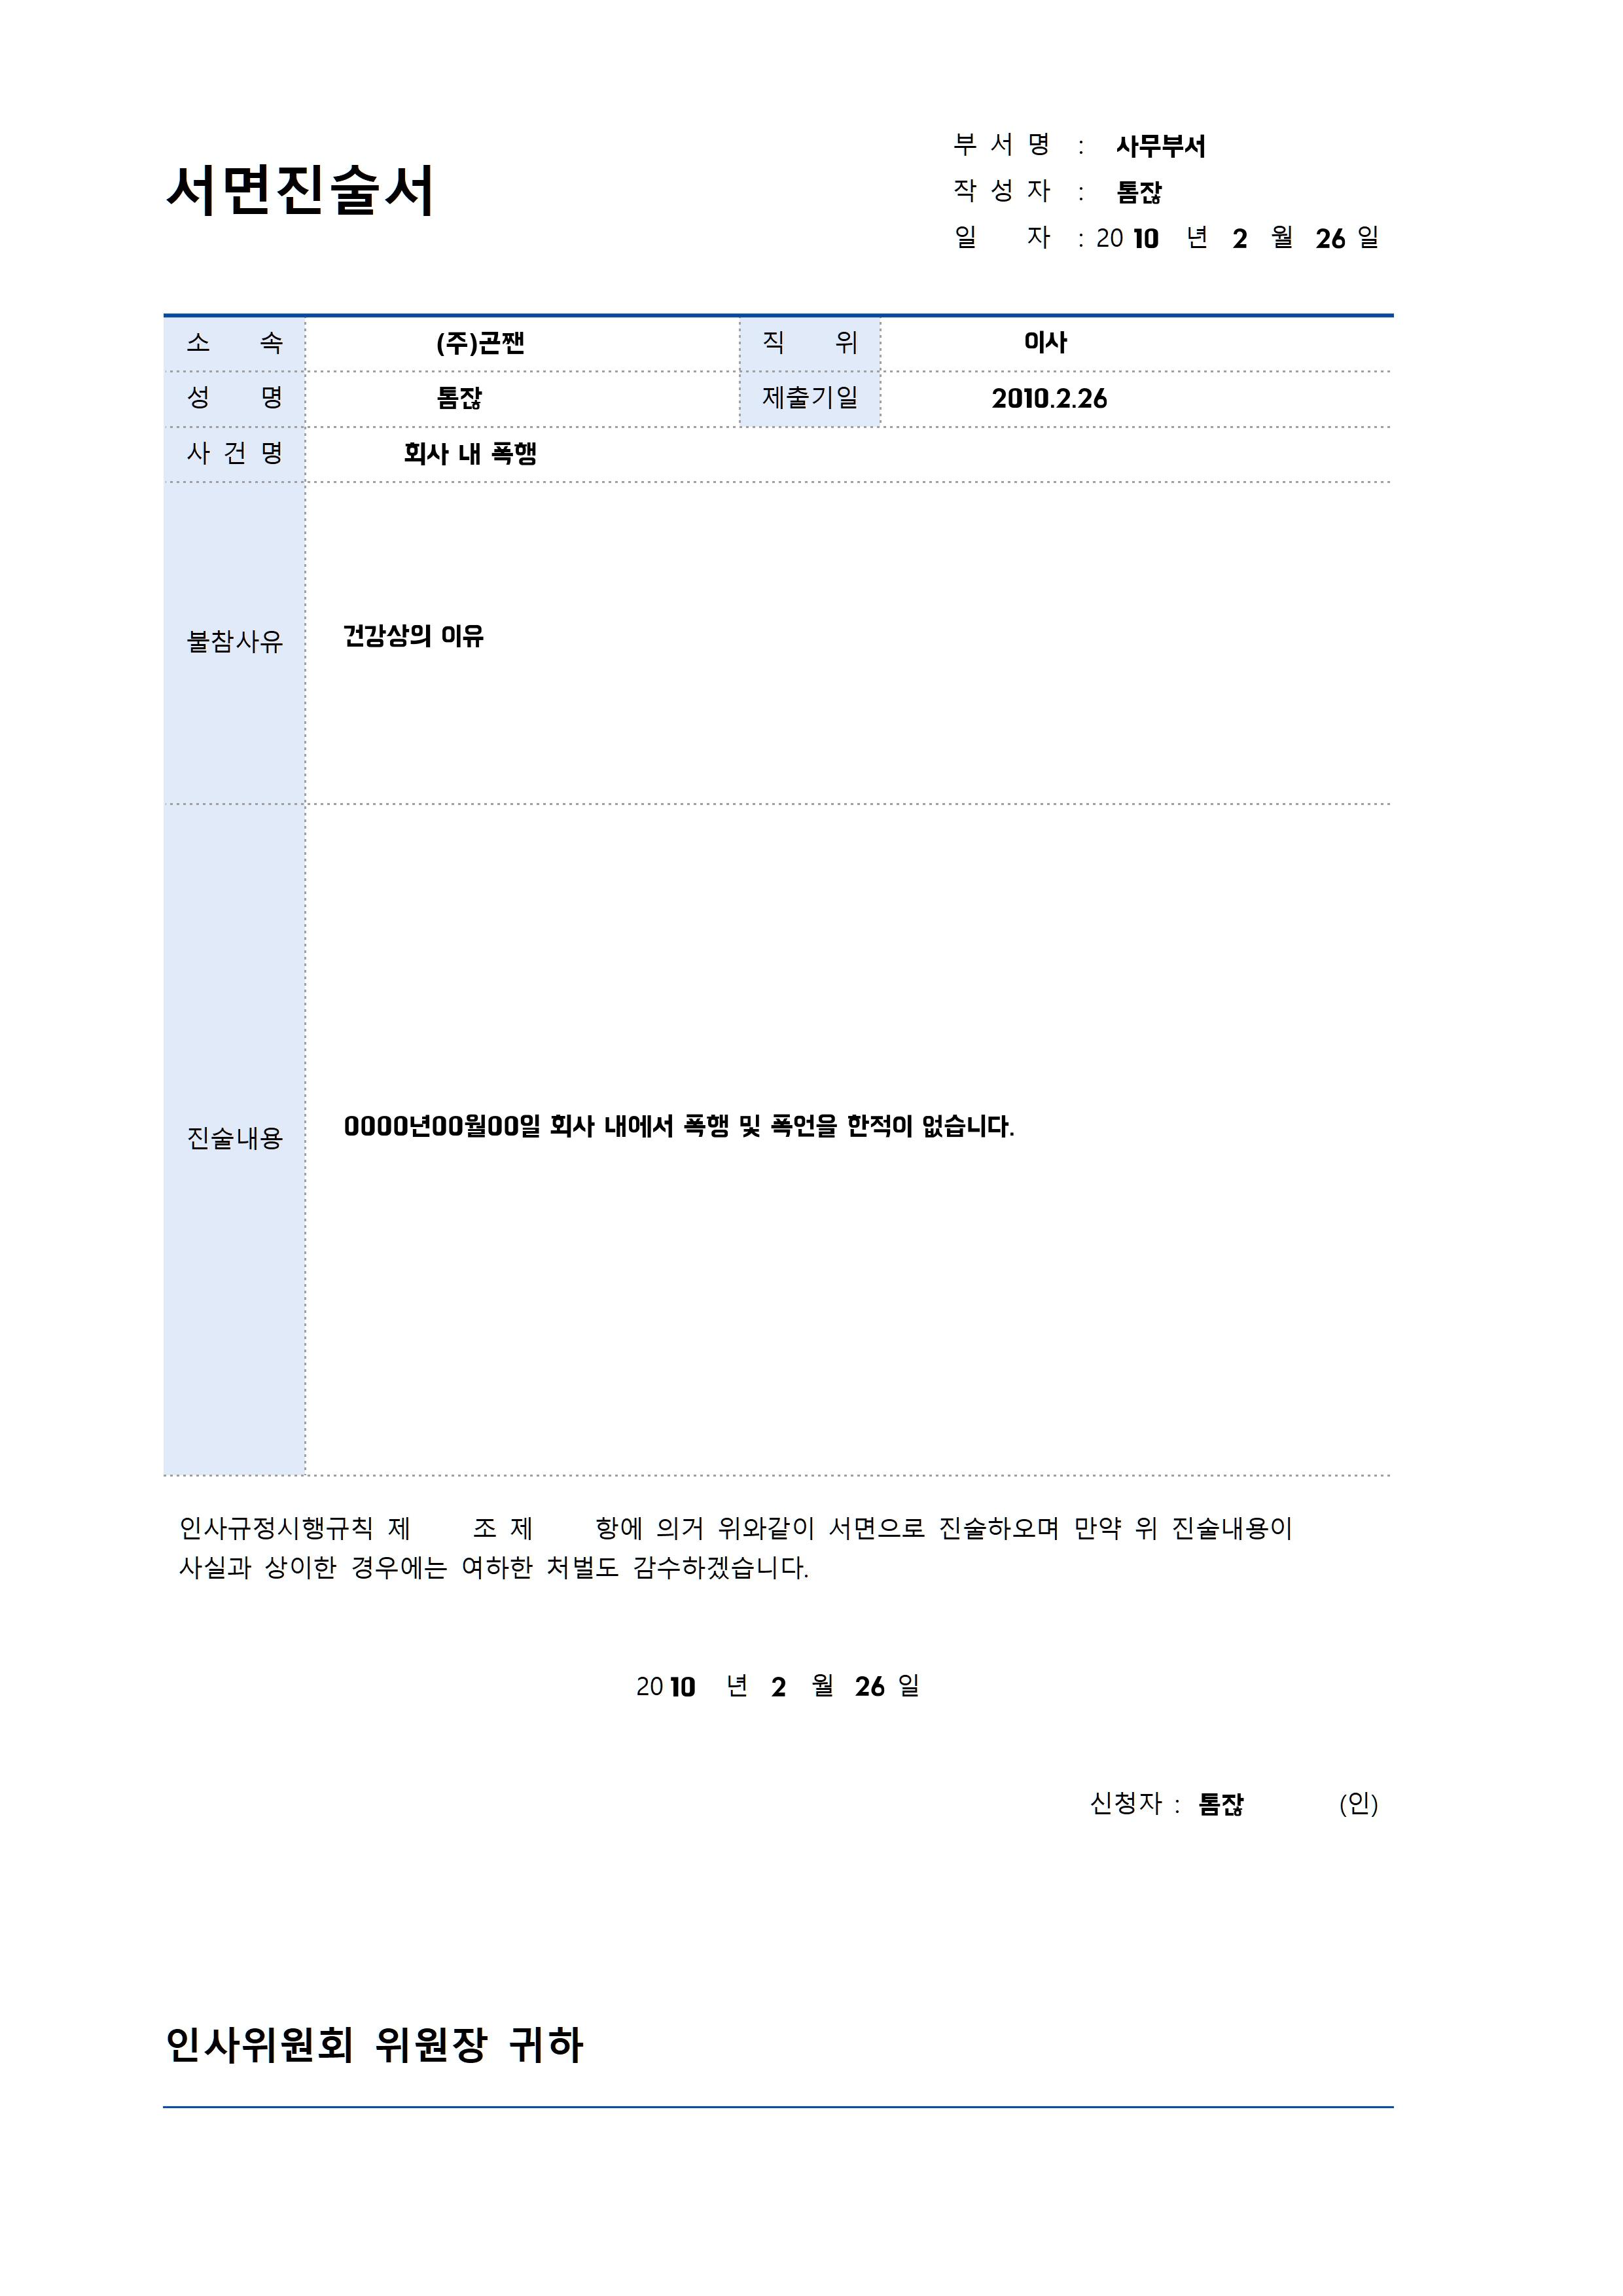 서면진술서
부 서 명 : 사무부서
작 성 자 : 톰잖
일 자 : 20 10 년 2 월 26 일
소 속 (주)곤짼 직 위 이사
성 명 톰잖 제출기일 2010.2.26
사 건 명 회사 내 폭행
불참사유 건강상의 이유
진술내용 0000년00월00일 회사 내에서 폭행 및 폭언을 한적이 없습니다.
인사규정시행규칙 제 조 제 항에 의거 위와같이 서면으로 진술하오며 만약 위 진술내용이
사실과 상이한 경우에는 여하한 처벌도 감수하겠습니다.
20 10 년 2 월 26 일
신청자 : 톰잖 (인)
인사위원회 위원장 귀하